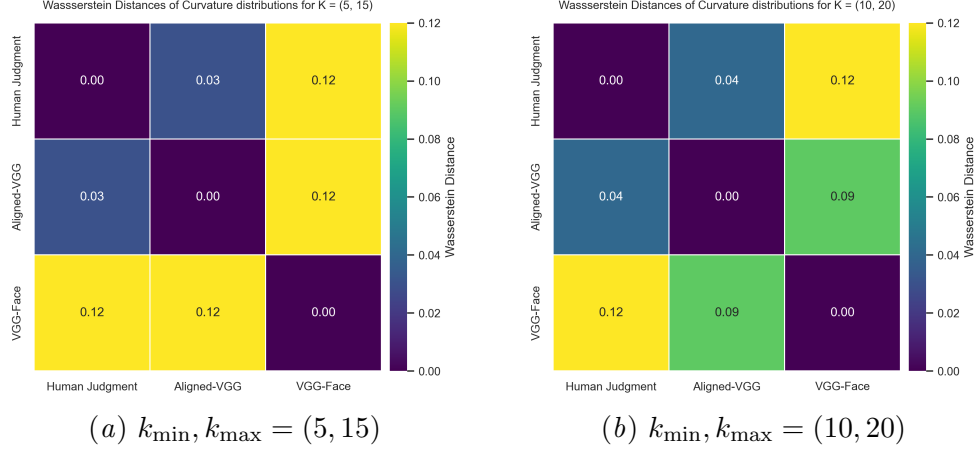 Wassserstein Distances of Curvature distributions for K = (5, 15)
Human Judgment
Aligned-VGG
VGG-Face
0.00 0.03 0.12
0.03 0.00 0.12
0.12 0.12 0.00
Human Judgment Aligned-VGG VGG-Face
0.12
0.10
0.08
0.06
0.04
0.02
0.00
Wasserstein Distance
(a) k_min, k_max = (5, 15)
Wassserstein Distances of Curvature distributions for K = (10, 20)
Human Judgment
Aligned-VGG
VGG-Face
0.00 0.04 0.12
0.04 0.00 0.09
0.12 0.09 0.00
Human Judgment Aligned-VGG VGG-Face
0.12
0.10
0.08
0.06
0.04
0.02
0.00
Wasserstein Distance
(b) k_min, k_max = (10, 20)